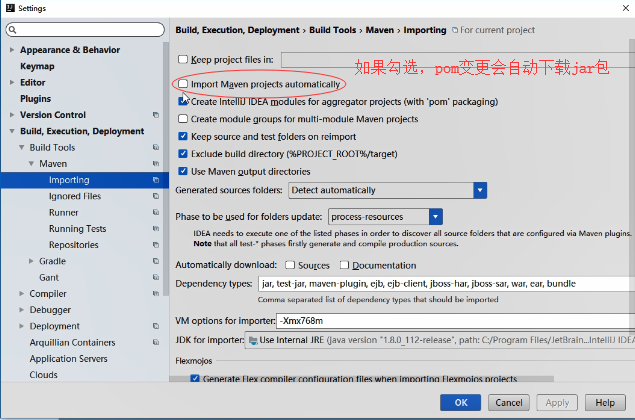 Settings
Build, Execution, Deployment › Build Tools › Maven › Importing
For current project
Appearance & Behavior
Keymap
Editor
Plugins
Version Control
Build, Execution, Deployment
Build Tools
Maven
Importing
Ignored Files
Runner
Running Tests
Repositories
Gradle
Gant
Compiler
Debugger
Deployment
Arquillian Containers
Application Servers
Clouds
Keep project files in:
如果勾选，pom变更会自动下载jar包
Import Maven projects automatically
Create IntelliJ IDEA modules for aggregator projects (with 'pom' packaging)
Create module groups for multi-module Maven projects
Keep source and test folders on reimport
Exclude build directory (%PROJECT_ROOT%/target)
Use Maven output directories
Generated sources folders: Detect automatically
Phase to be used for folders update: process-resources
IDEA needs to execute one of the listed phases in order to discover all source folders that are configured via Maven plugins.
Note that all test-* phases firstly generate and compile production sources.
Automatically download: Sources Documentation
Dependency types: jar, test-jar, maven-plugin, ejb, ejb-client, jboss-har, jboss-sar, war, ear, bundle
Comma separated list of dependency types that should be imported
VM options for importer: -Xmx768m
JDK for importer: Use Internal JRE (java version "1.8.0_112-release", path: C:/Program Files/JetBrain...IntelliJ IDEA
Flexmojos
Generate Flex compiler configuration files when importing Flexmojos projects
OK Cancel Apply Help